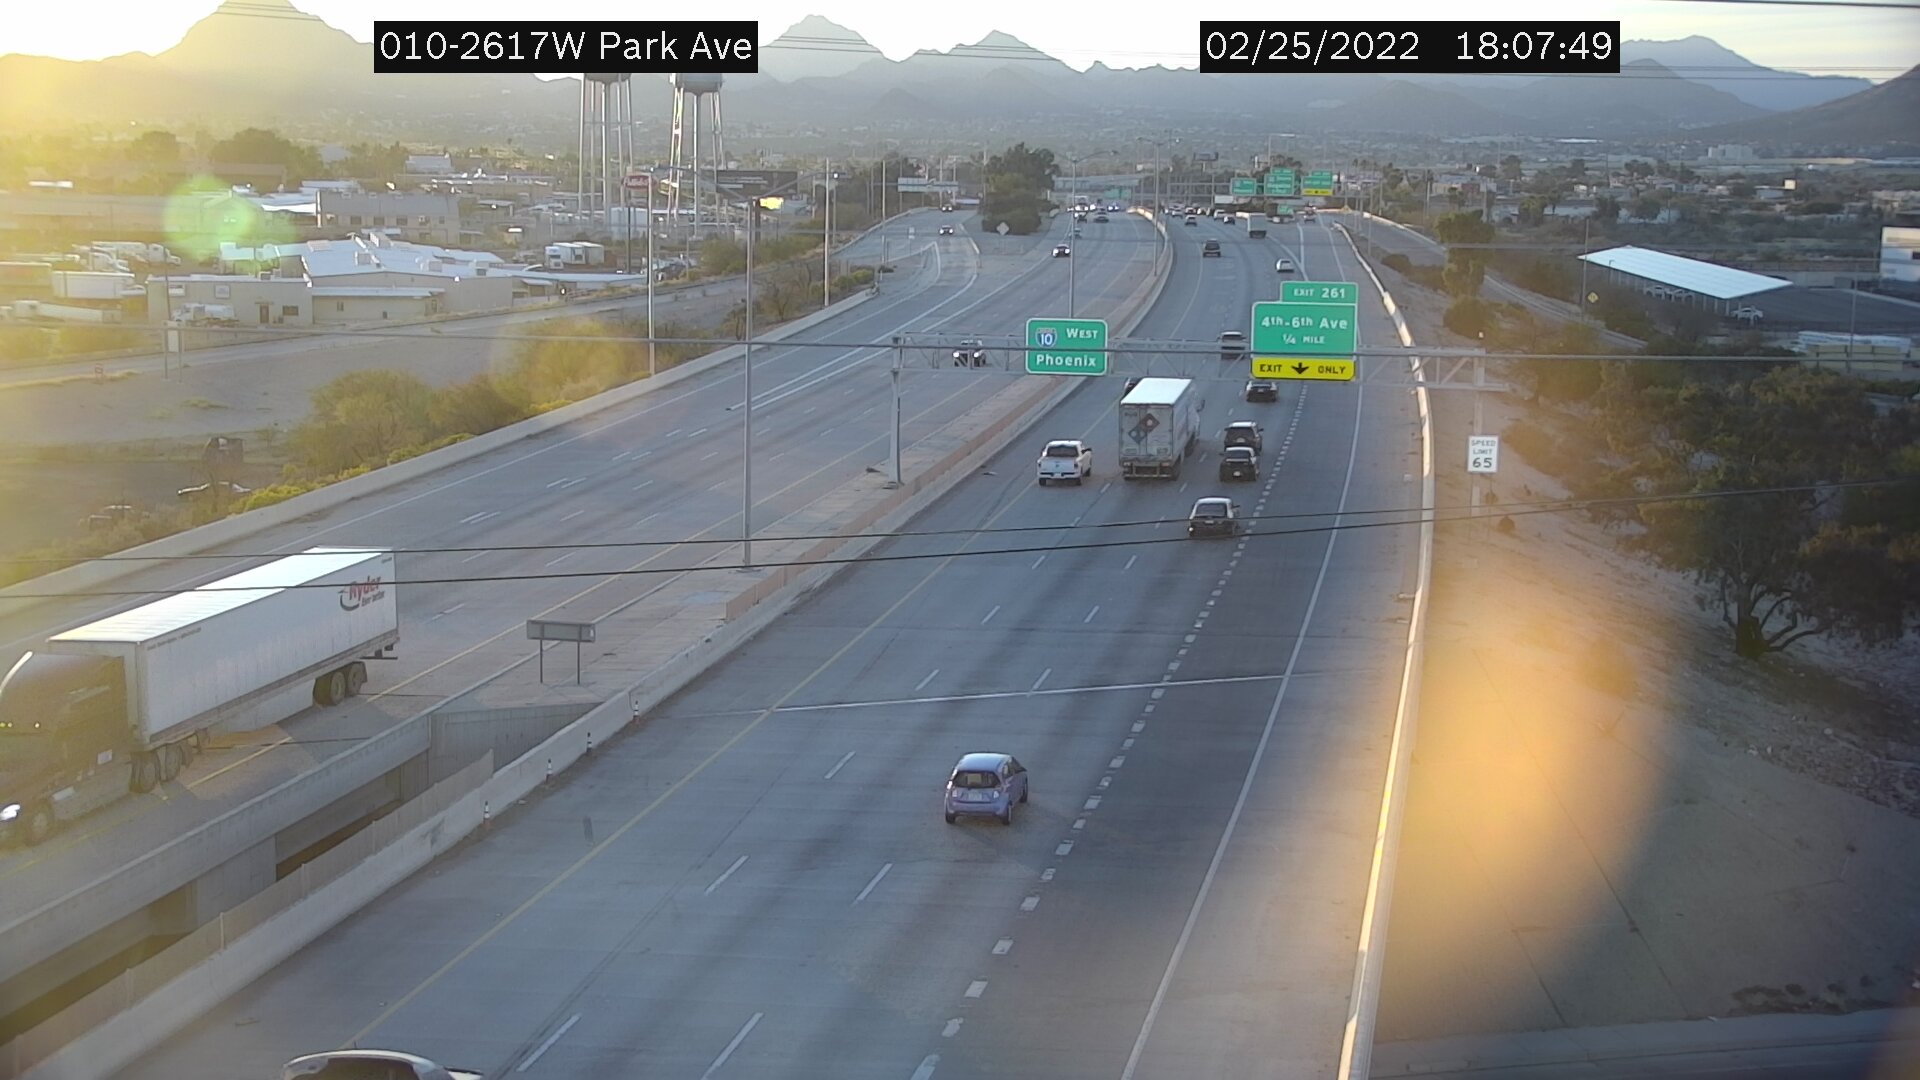 010-2617W Park Ave
02/25/2022 18:07:49
EXIT 261
4th-6th Ave
1/4 MILE
EXIT ONLY
10
WEST
Phoenix
SPEED
LIMIT
65
Ryder